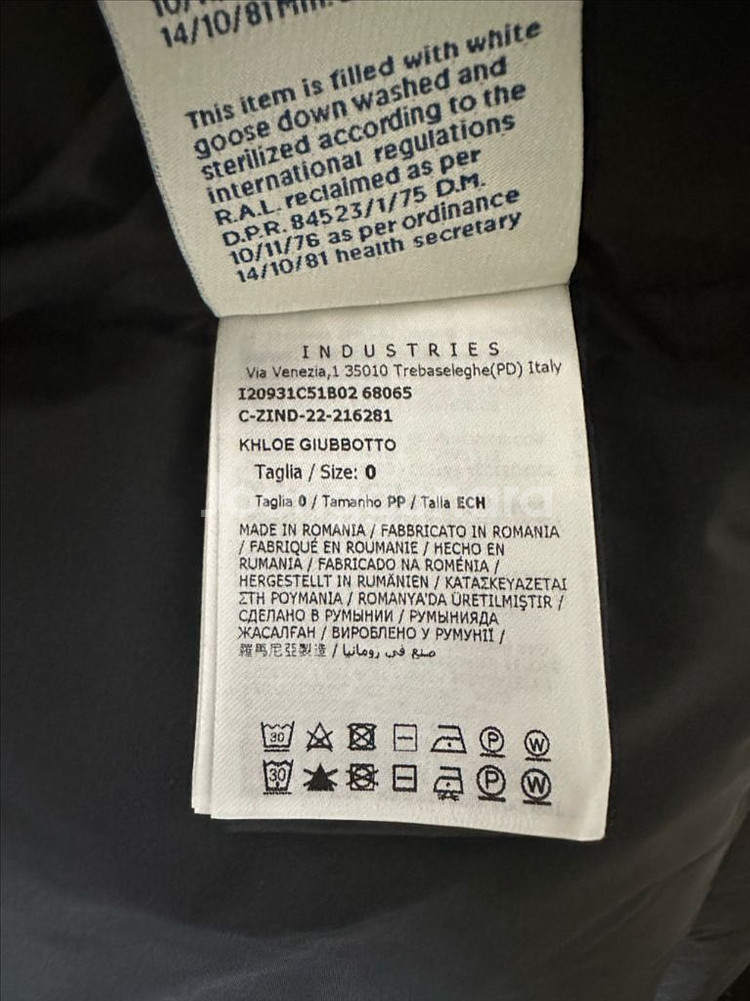 14/10/81
This item is filled with white
goose down washed and
sterilized according to the
international regulations
R.A.L. reclaimed as per
D.P.R. 84523/1/75 D.M.
10/11/76 as per ordinance
14/10/81 health secretary
INDUSTRIES
Via Venezia,1 35010 Trebaseleghe(PD) Italy
I20931C51B02 68065
C-ZIND-22-216281
KHLOE GIUBBOTTO
Taglia / Size: 0
Taglia 0 / Tamanho PP / Talla ECH
MADE IN ROMANIA / FABBRICATO IN ROMANIA
/ FABRIQUÉ EN ROUMANIE / HECHO EN
RUMANIA / FABRICADO NA ROMÉNIA /
HERGESTELLT IN RUMÄNIEN / ΚΑΤΑΣΚΕΥΑΖΕΤΑΙ
ΣΤΗ ΡΟΥΜΑΝΙΑ / ROMANYA'DA ÜRETILMIŞTIR /
СДЕЛАНО В РУМЫНИИ / РУМЫНИЯДА
ЖАСАЛҒАН / ВИРОБЛЕНО У РУМУНІЇ /
羅馬尼亞製造 / صنع في رومانيا
30 P W
30 P W